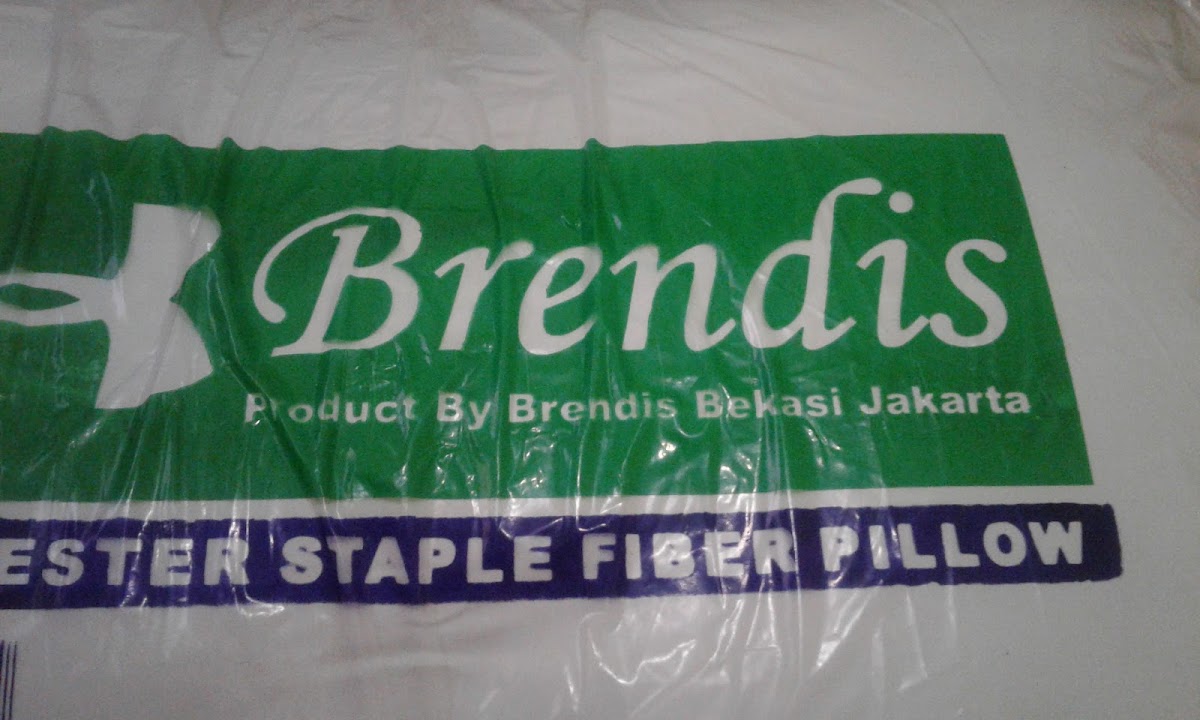 Brendis
Product By Brendis Bekasi Jakarta
ESTER STAPLE FIBER PILLOW